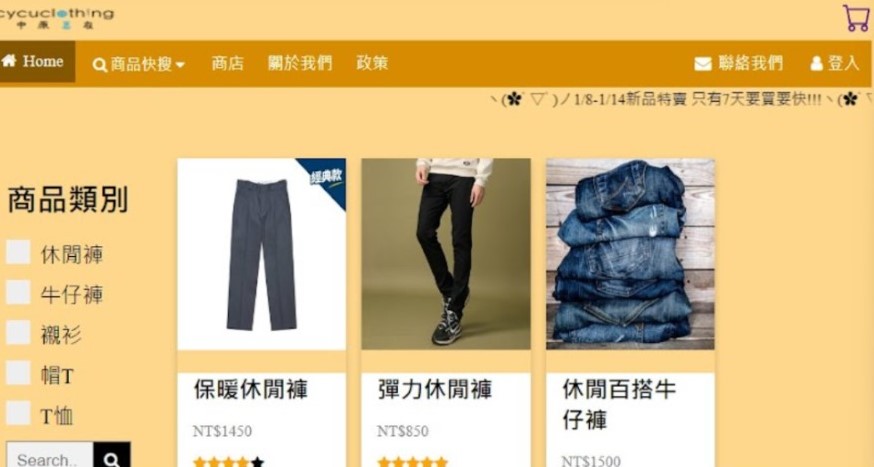 cycuclothing
中原王衣
Home 商品快搜 商店 關於我們 政策 聯絡我們 登入
ヽ(✿゚▽゚)ノ1/8-1/14新品特賣 只有7天要買要快!!!ヽ(✿
商品類別
休閒褲
牛仔褲
襯衫
帽T
T恤
Search..
經典款
保暖休閒褲
NT$1450
彈力休閒褲
NT$850
休閒百搭牛
仔褲
NT$1500